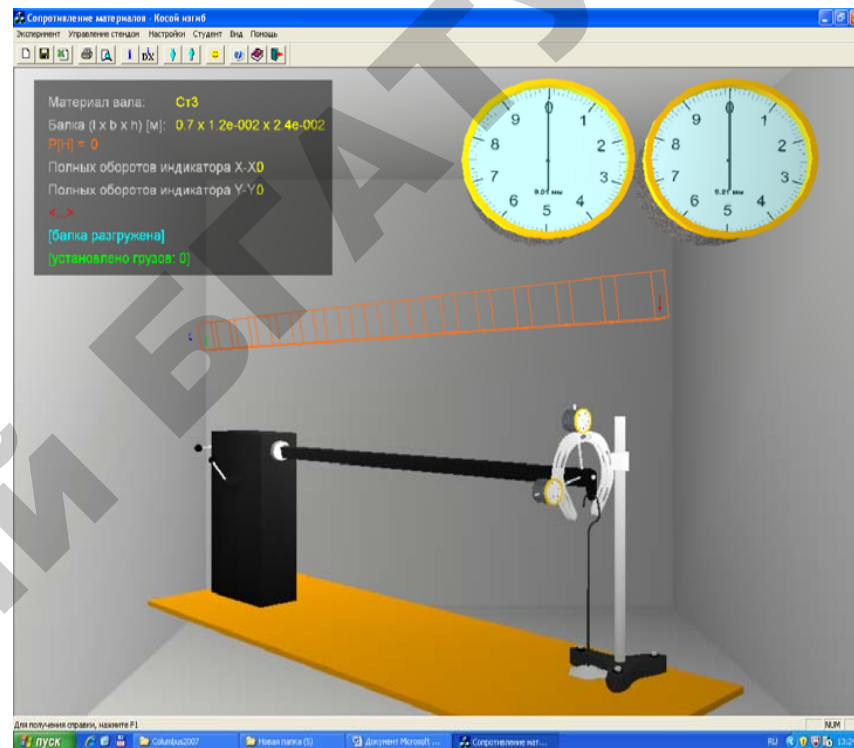 Сопротивление материалов - Косой изгиб
Эксперимент Управление стендом Настройки Студент Вид Помощь
Материал вала: Ст3
Балка (l x b x h) [м]: 0.7 x 1.2e-002 x 2.4e-002
P[H] = 0
Полных оборотов индикатора X-X0
Полных оборотов индикатора Y-Y0
<...>
[балка разгружена]
[установлено грузов: 0]
0 1 2 3 4 5 6 7 8 9
0.01 мм
0 1 2 3 4 5 6 7 8 9
0.01 мм
ИЙ БГАТУ
Для получения справки, нажмите F1
NUM
пуск
Columbus2007
Новая папка (5)
Документ Microsoft ...
Сопротивление мат...
RU